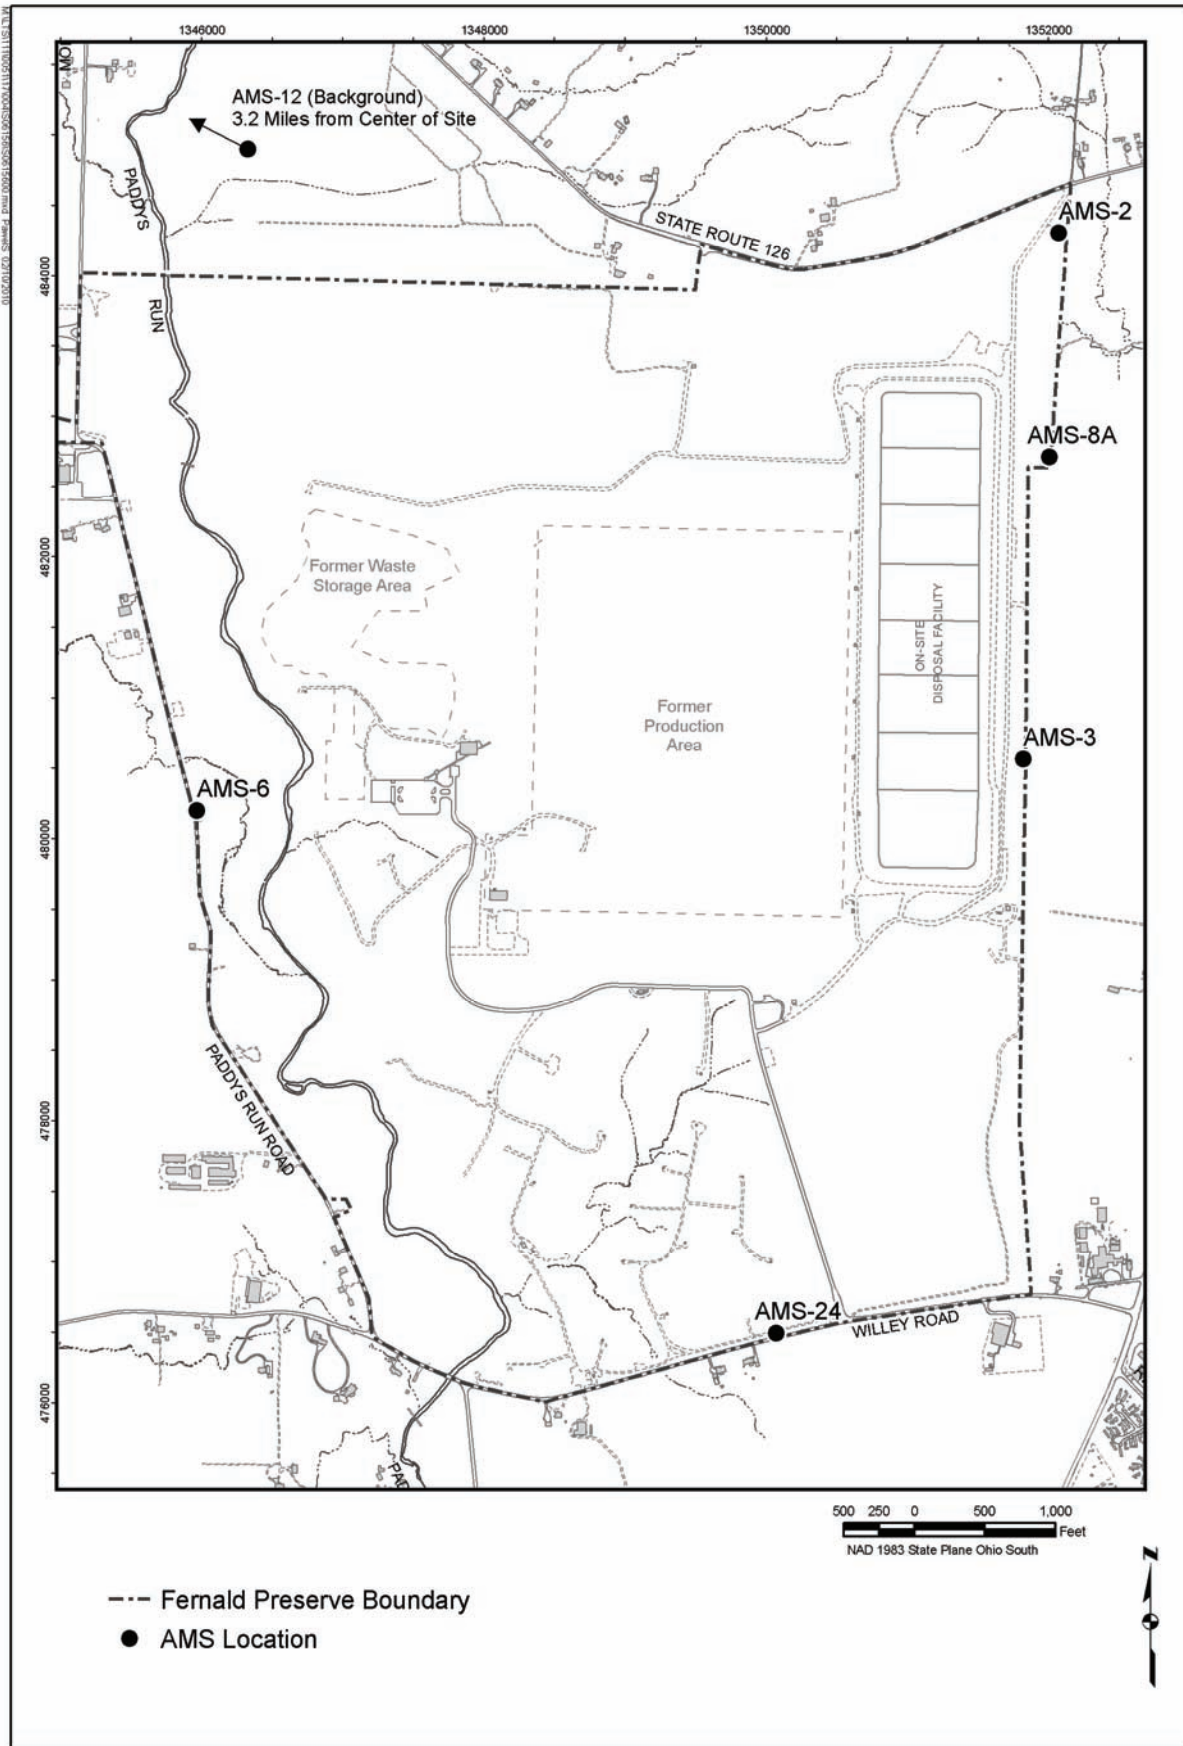 1346000
1348000
1350000
1352000
MO
AMS-12 (Background)
3.2 Miles from Center of Site
PADDYS
RUN
STATE ROUTE 126
AMS-2
484000
AMS-8A
482000
Former Waste
Storage Area
ON-SITE
DISPOSAL FACILITY
Former
Production
Area
AMS-3
AMS-6
480000
478000
PADDYS RUN ROAD
AMS-24
WILLEY ROAD
476000
PAD
500 250 0 500 1,000
Feet
NAD 1983 State Plane Ohio South
Fernald Preserve Boundary
AMS Location
N